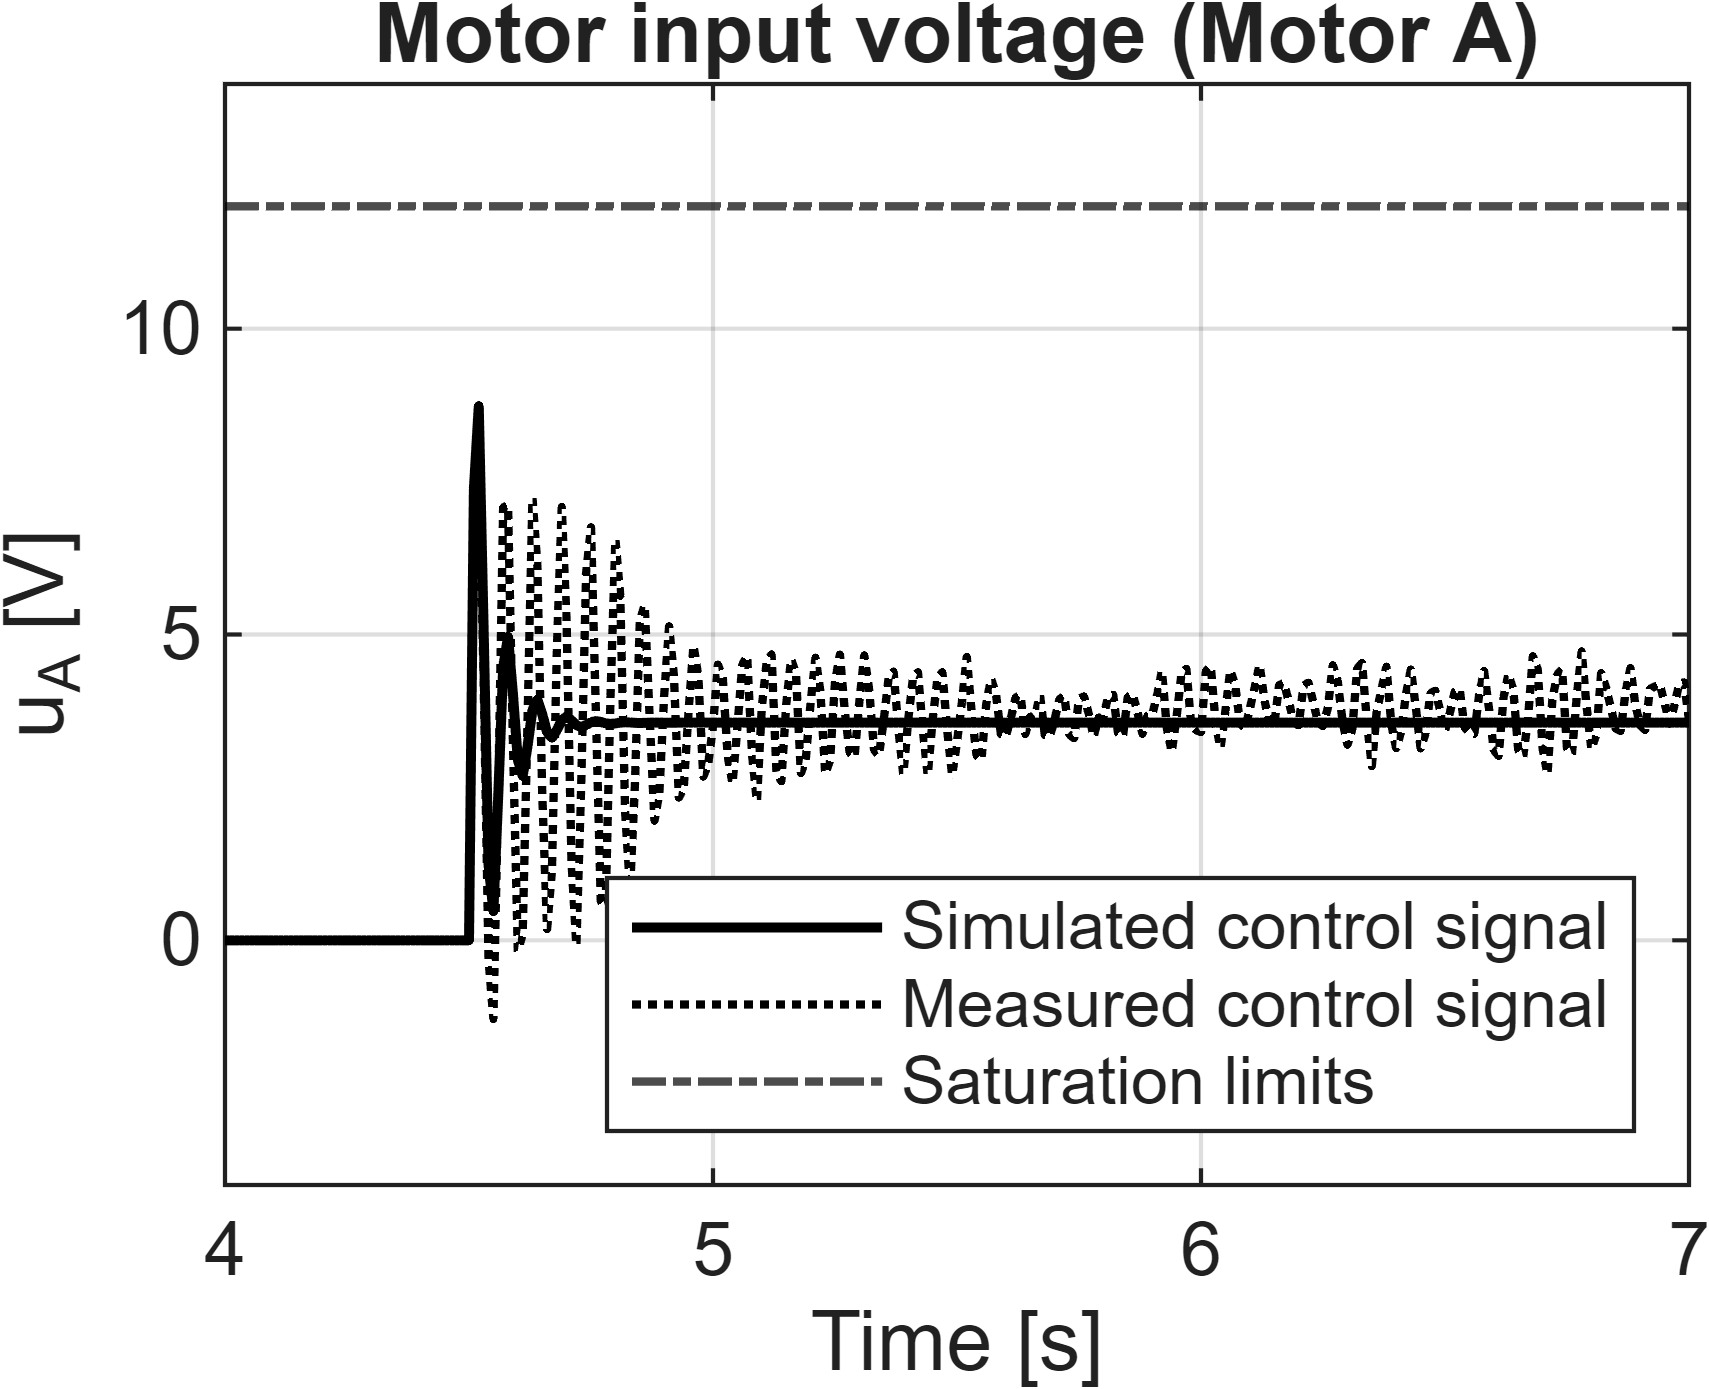 Motor input voltage (Motor A)
10
5
0
u_A [V]
Simulated control signal
Measured control signal
Saturation limits
4 5 6 7
Time [s]